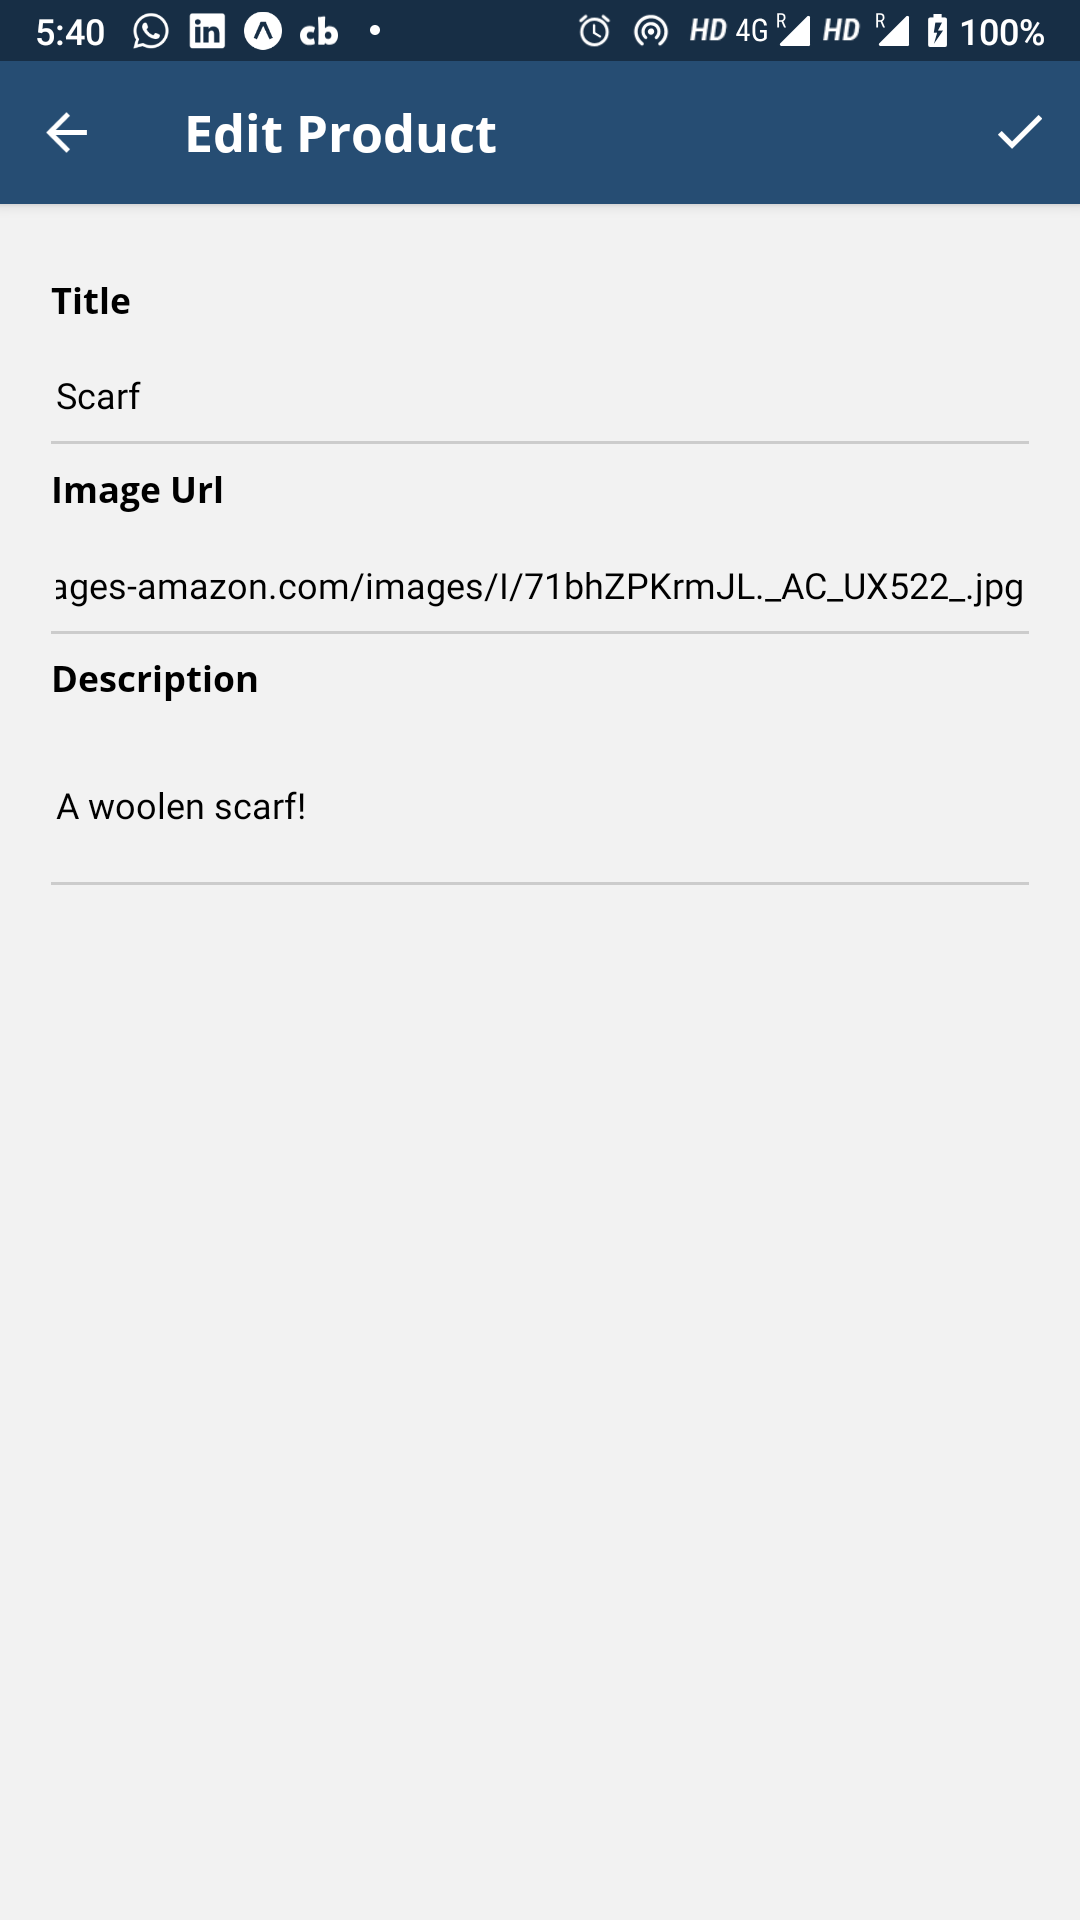 5:40 in cb HD 4G R HD R 100%
Edit Product
Title
Scarf
Image Url
ages-amazon.com/images/I/71bhZPKrmJL._AC_UX522_.jpg
Description
A woolen scarf!